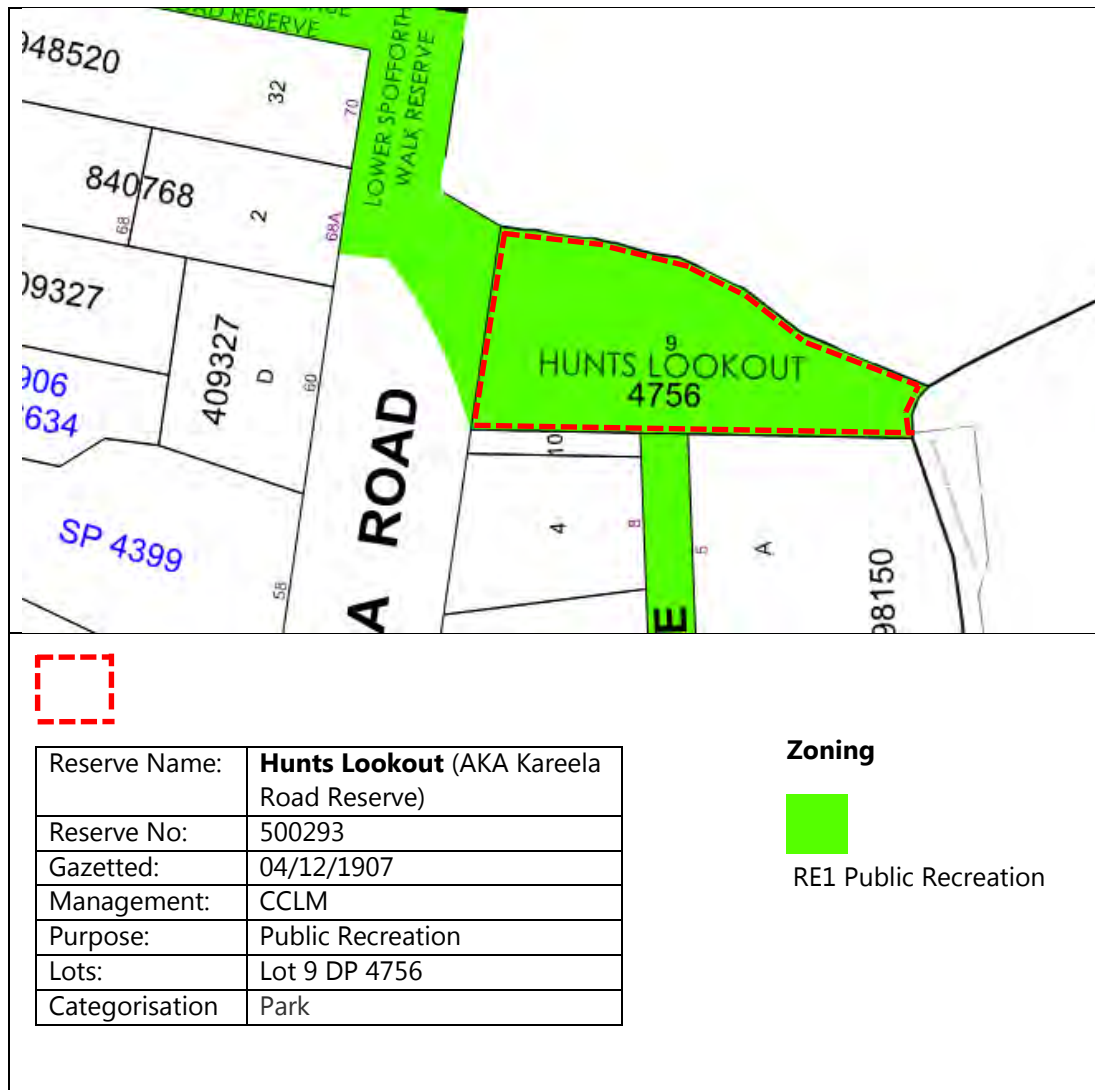 ROAD RESERVE
LOWER SPOFFORTH
WALK RESERVE
948520
32
70
840768
2
68
68A
09327
409327
D
60
906
634
SP 4399
58
A ROAD
9
HUNTS LOOKOUT
4756
10
4
8
5
A
98150
E
Reserve Name: Hunts Lookout (AKA Kareela
Road Reserve)
Reserve No: 500293
Gazetted: 04/12/1907
Management: CCLM
Purpose: Public Recreation
Lots: Lot 9 DP 4756
Categorisation Park
Zoning
RE1 Public Recreation